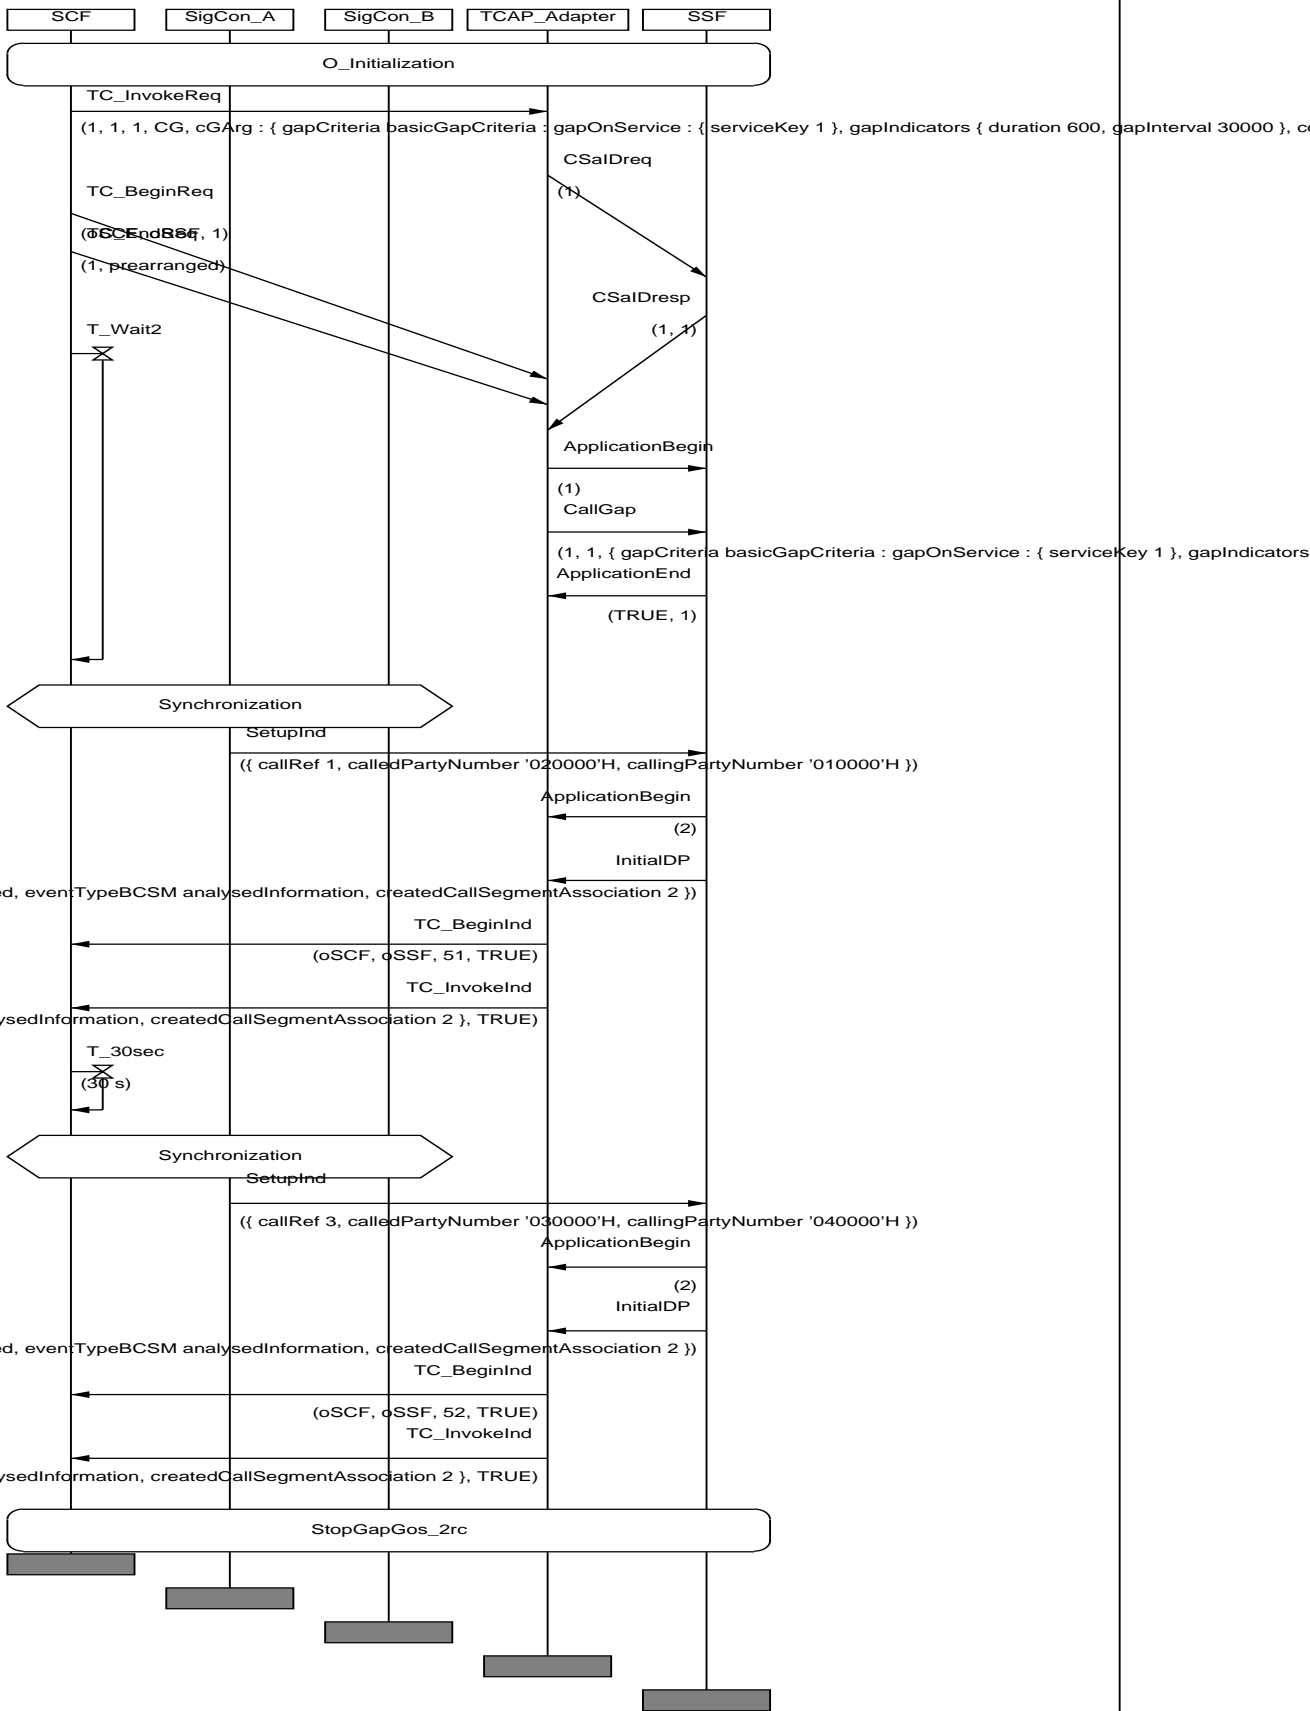 SCF SigCon_A SigCon_B TCAP_Adapter SSF
O_Initialization
TC_InvokeReq
(1, 1, 1, CG, cGArg : { gapCriteria basicGapCriteria : gapOnService : { serviceKey 1 }, gapIndicators { duration 600, gapInterval 30000 }, c
CSaIDreq
(1)
TC_BeginReq
(oSCF, oSSF, 1)
TC_EndReq
(1, prearranged)
CSaIDresp
(1, 1)
T_Wait2
ApplicationBegin
(1)
CallGap
(1, 1, { gapCriteria basicGapCriteria : gapOnService : { serviceKey 1 }, gapIndicators
ApplicationEnd
(TRUE, 1)
Synchronization
SetupInd
({ callRef 1, calledPartyNumber '020000'H, callingPartyNumber '010000'H })
ApplicationBegin
(2)
InitialDP
ed, eventTypeBCSM analysedInformation, createdCallSegmentAssociation 2 })
TC_BeginInd
(oSCF, oSSF, 51, TRUE)
TC_InvokeInd
ysedInformation, createdCallSegmentAssociation 2 }, TRUE)
T_30sec
(30 s)
Synchronization
SetupInd
({ callRef 3, calledPartyNumber '030000'H, callingPartyNumber '040000'H })
ApplicationBegin
(2)
InitialDP
ed, eventTypeBCSM analysedInformation, createdCallSegmentAssociation 2 })
TC_BeginInd
(oSCF, oSSF, 52, TRUE)
TC_InvokeInd
ysedInformation, createdCallSegmentAssociation 2 }, TRUE)
StopGapGos_2rc